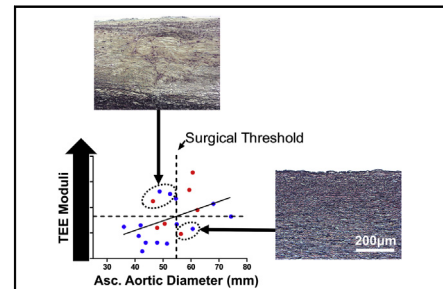 Surgical Threshold
TEE Moduli
200µm
30 40 50 60 70 80
Asc. Aortic Diameter (mm)